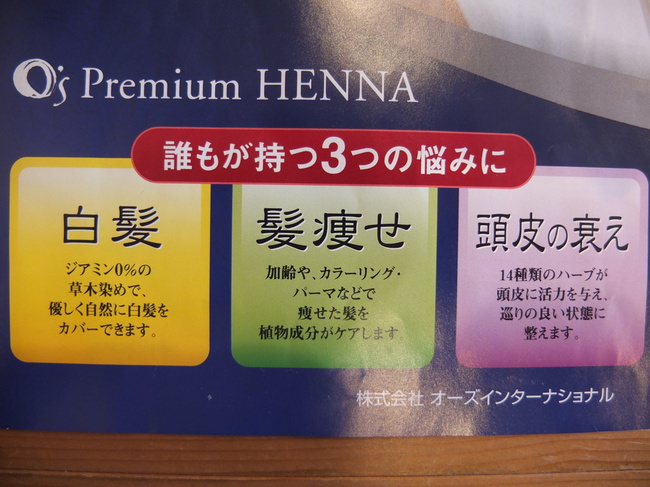 O's Premium HENNA
誰もが持つ3つの悩みに
白髪
ジアミン0%の
草木染めで、
優しく自然に白髪を
カバーできます。
髪痩せ
加齢や、カラーリング・
パーマなどで
痩せた髪を
植物成分がケアします。
頭皮の衰え
14種類のハーブが
頭皮に活力を与え、
巡りの良い状態に
整えます。
株式会社 オーズインターナショナル